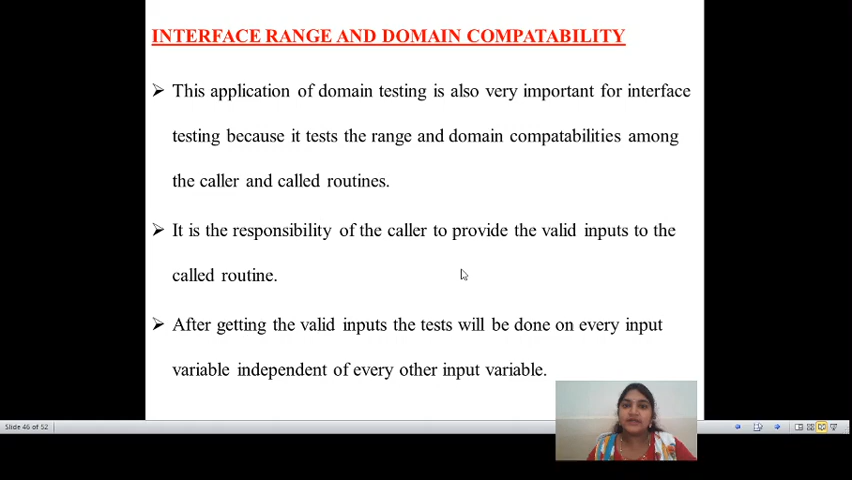 INTERFACE RANGE AND DOMAIN COMPATABILITY
This application of domain testing is also very important for interface
testing because it tests the range and domain compatabilities among
the caller and called routines.
It is the responsibility of the caller to provide the valid inputs to the
called routine.
After getting the valid inputs the tests will be done on every input
variable independent of every other input variable.
Slide 46 of 52